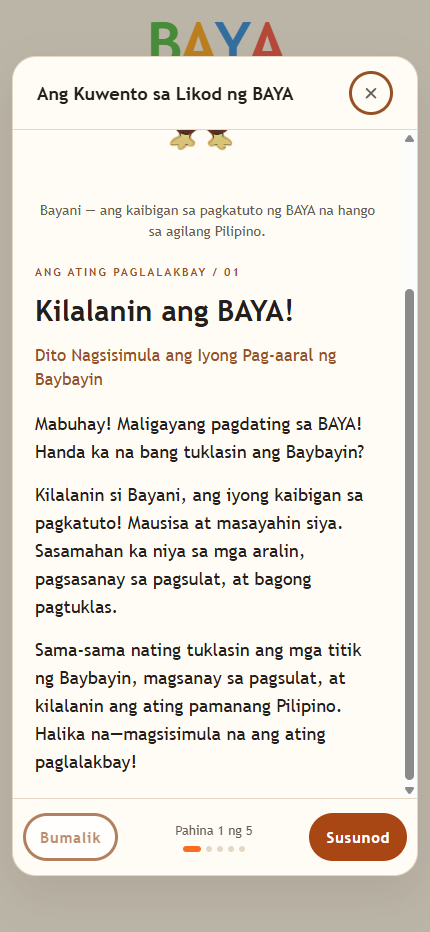 BAYA
Ang Kuwento sa Likod ng BAYA
Bayani — ang kaibigan sa pagkatuto ng BAYA na hango
sa agilang Pilipino.
ANG ATING PAGLALAKBAY / 01
Kilalanin ang BAYA!
Dito Nagsisimula ang Iyong Pag-aaral ng
Baybayin
Mabuhay! Maligayang pagdating sa BAYA!
Handa ka na bang tuklasin ang Baybayin?
Kilalanin si Bayani, ang iyong kaibigan sa
pagkatuto! Mausisa at masayahin siya.
Sasamahan ka niya sa mga aralin,
pagsasanay sa pagsulat, at bagong
pagtuklas.
Sama-sama nating tuklasin ang mga titik
ng Baybayin, magsanay sa pagsulat, at
kilalanin ang ating pamanang Pilipino.
Halika na—magsisimula na ang ating
paglalakbay!
Bumalik
Pahina 1 ng 5
Susunod